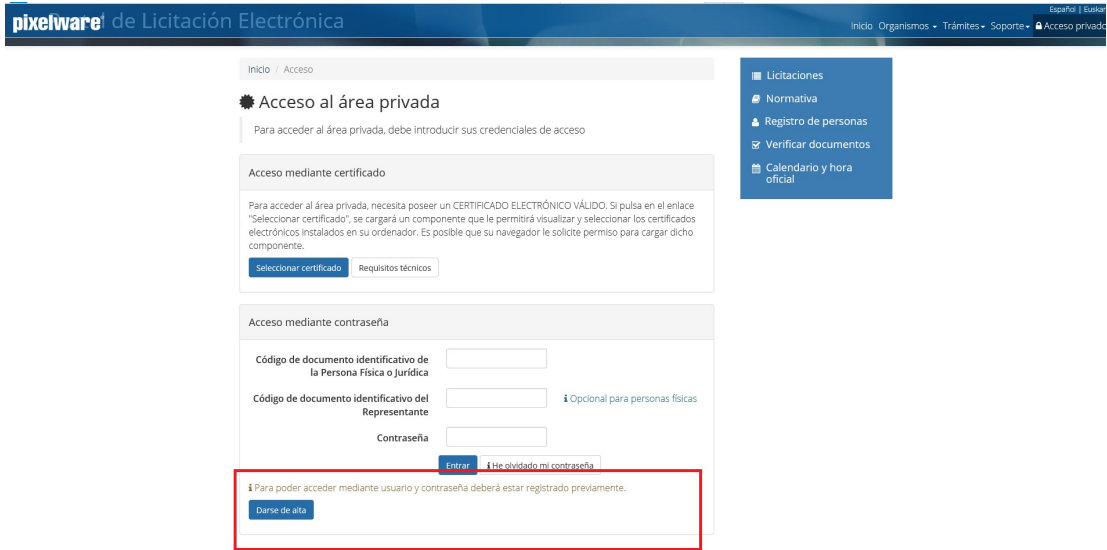 Español | Euskar
pixelware de Licitación Electrónica
Inicio Organismos Trámites Soporte Acceso privado
Inicio / Acceso
Acceso al área privada
Para acceder al área privada, debe introducir sus credenciales de acceso
Acceso mediante certificado
Para acceder al área privada, necesita poseer un CERTIFICADO ELECTRÓNICO VÁLIDO. Si pulsa en el enlace
"Seleccionar certificado", se cargará un componente que le permitirá visualizar y seleccionar los certificados
electrónicos instalados en su ordenador. Es posible que su navegador le solicite permiso para cargar dicho
componente.
Seleccionar certificado Requisitos técnicos
Acceso mediante contraseña
Código de documento identificativo de
la Persona Física o Jurídica
Código de documento identificativo del
Representante
Opcional para personas físicas
Contraseña
Entrar He olvidado mi contraseña
Para poder acceder mediante usuario y contraseña deberá estar registrado previamente.
Darse de alta
Licitaciones
Normativa
Registro de personas
Verificar documentos
Calendario y hora
oficial